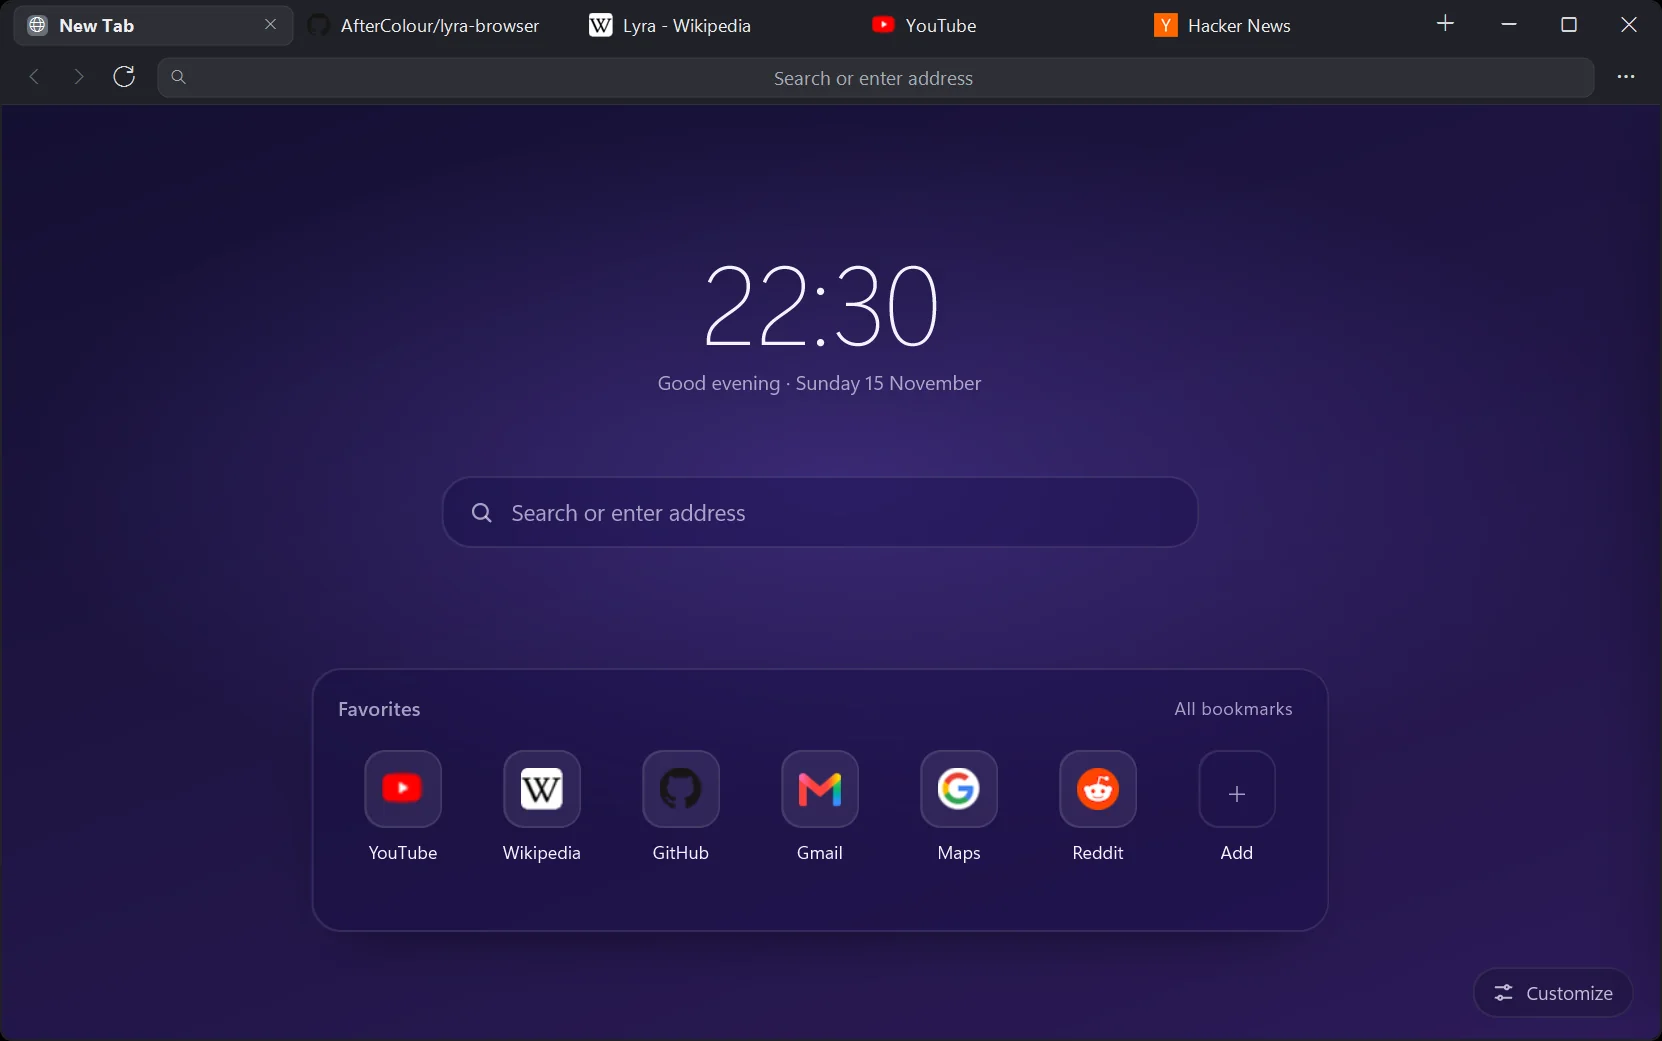 New Tab
AfterColour/lyra-browser
Lyra - Wikipedia
YouTube
Hacker News
Search or enter address
22:30
Good evening · Sunday 15 November
Search or enter address
Favorites
All bookmarks
YouTube
Wikipedia
GitHub
Gmail
Maps
Reddit
Add
Customize